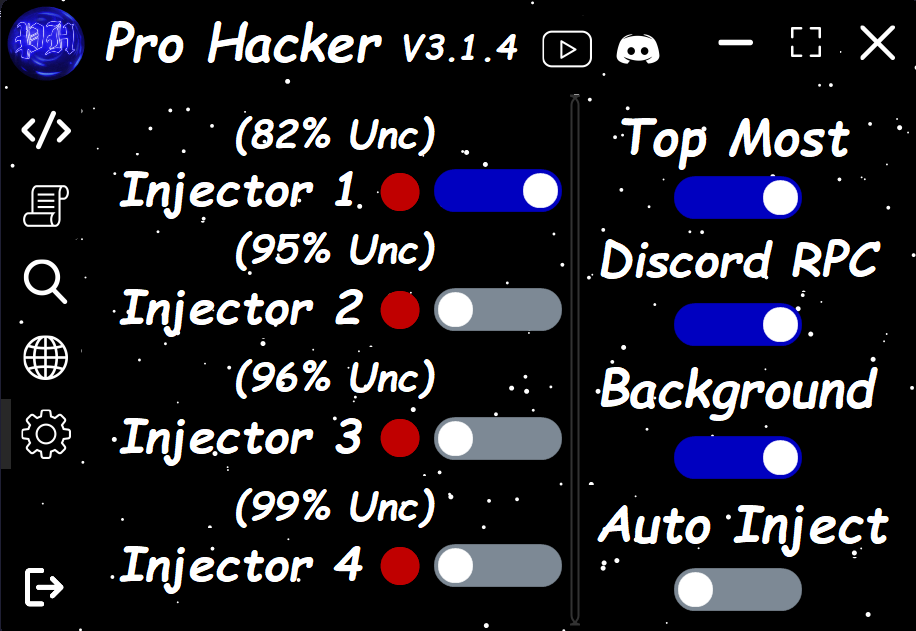 PH
Pro Hacker V3.1.4
(82% Unc)
Injector 1
(95% Unc)
Injector 2
(96% Unc)
Injector 3
(99% Unc)
Injector 4
Top Most
Discord RPC
Background
Auto Inject